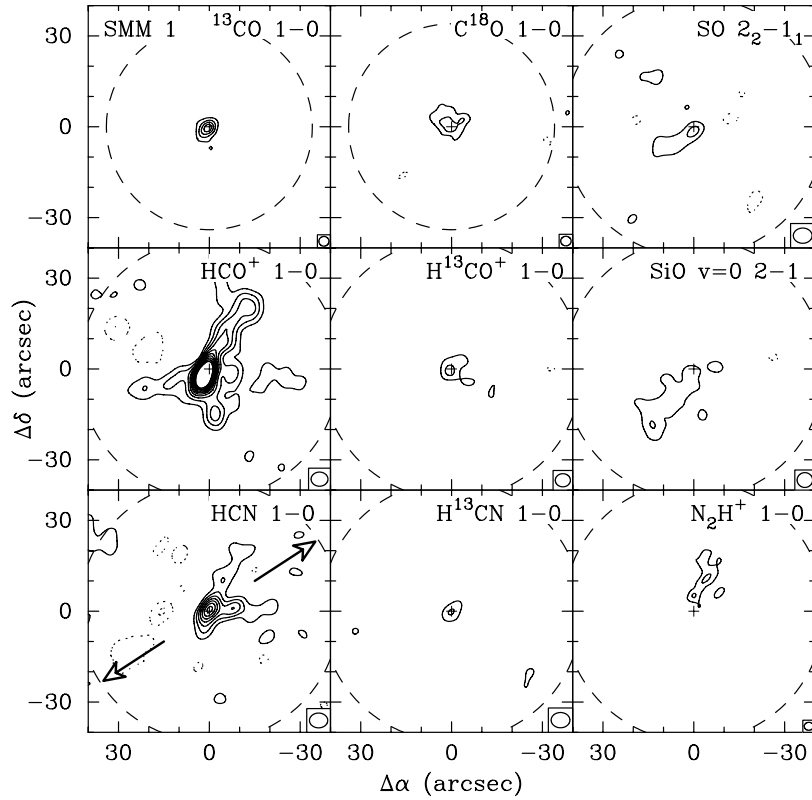 SMM 1 ¹³CO 1−0
C¹⁸O 1−0
SO 2₂−1₁
HCO⁺ 1−0
H¹³CO⁺ 1−0
SiO v=0 2−1
HCN 1−0
H¹³CN 1−0
N₂H⁺ 1−0
30
0
−30
30
0
−30
30
0
−30
Δδ (arcsec)
30 0 −30 30 0 −30 30 0 −30
Δα (arcsec)